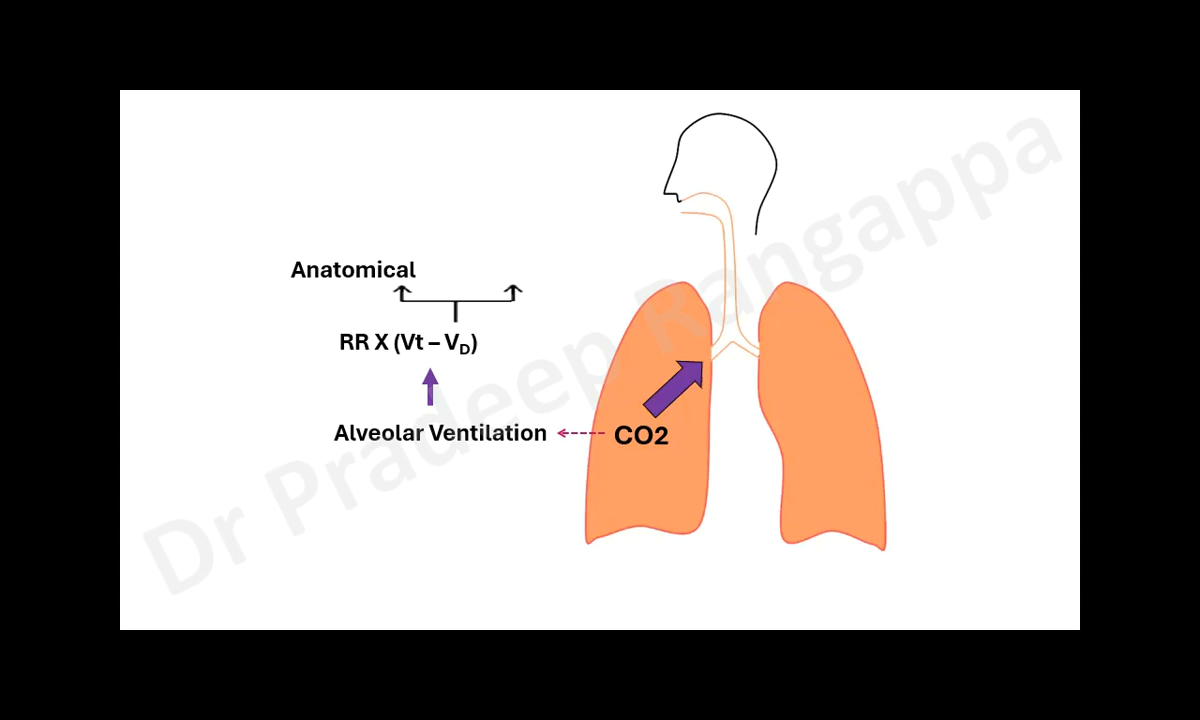 Anatomical
RR X (Vt – VD)
Alveolar Ventilation
CO2
Dr Pradeep Rangappa